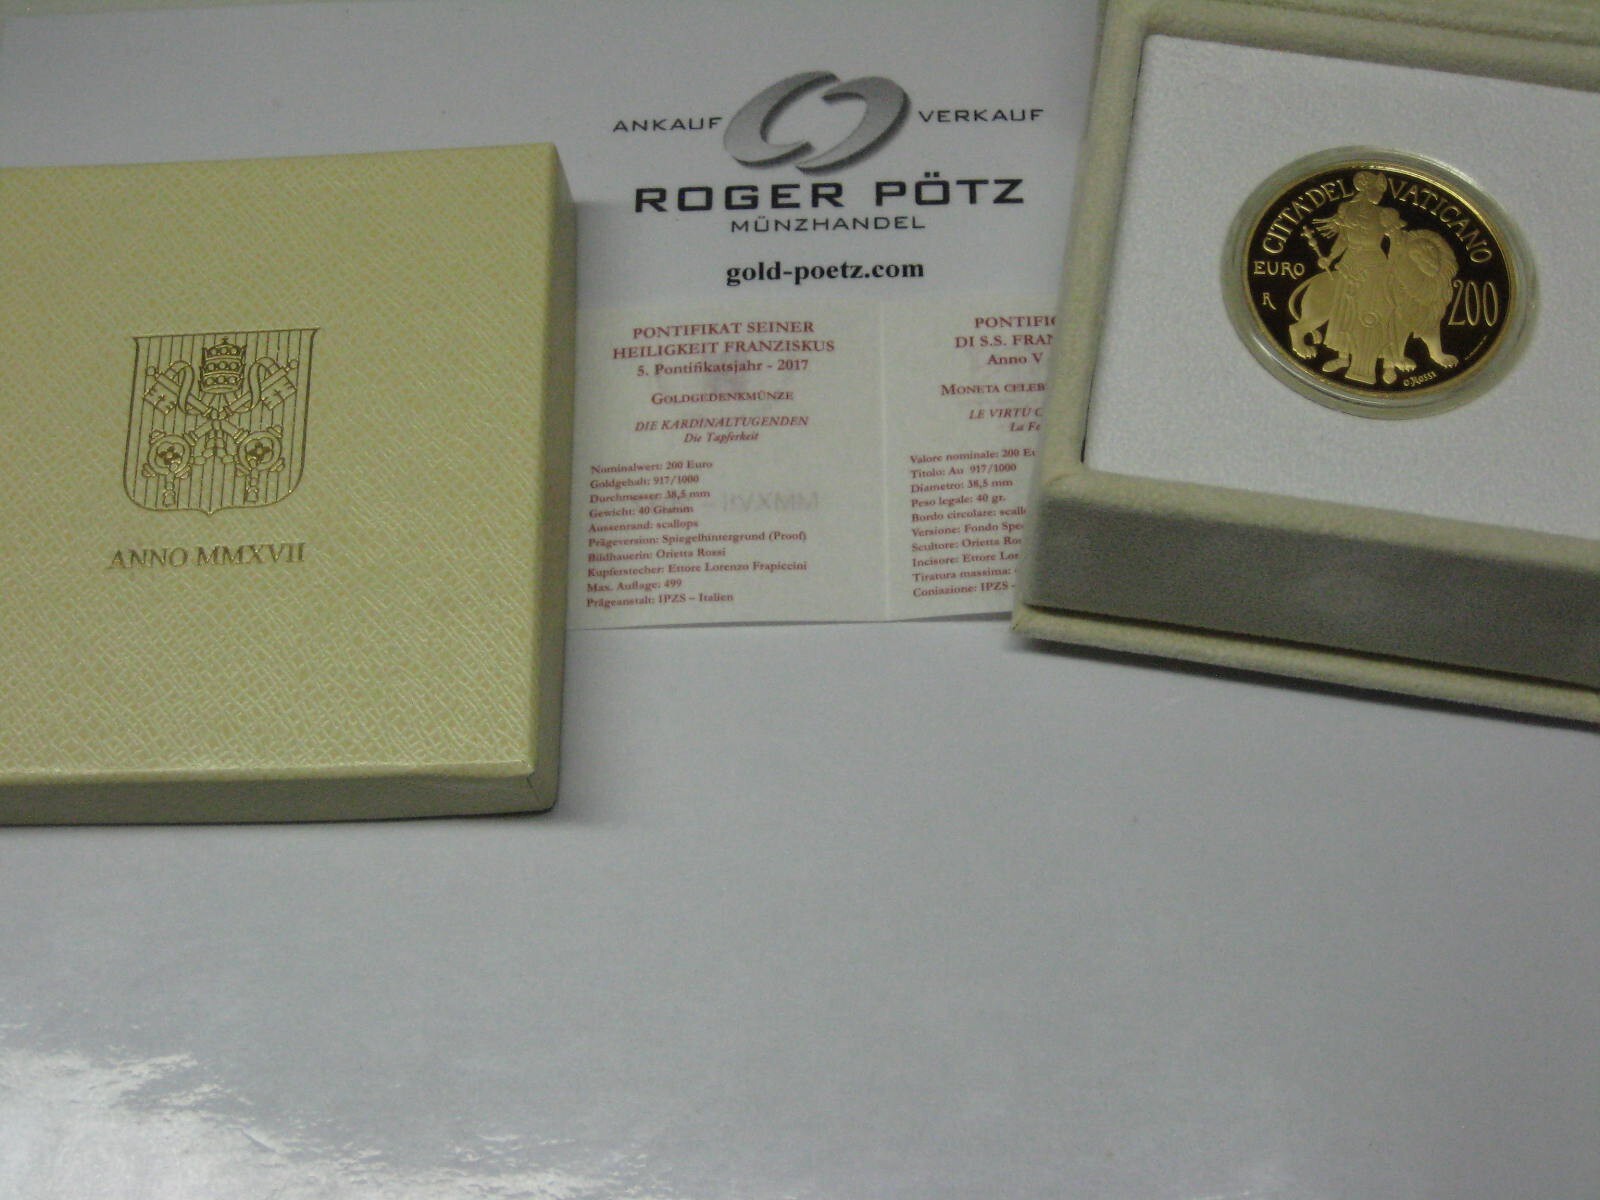 ANKAUF VERKAUF
ROGER PÖTZ
MÜNZHANDEL
gold-poetz.com
ANNO MMXVII
PONTIFIKAT SEINER
HEILIGKEIT FRANZISKUS
5. Pontifikatsjahr - 2017
GOLDGEDENKMÜNZE
DIE KARDINALTUGENDEN
Die Tapferkeit
Nominalwert: 200 Euro
Goldgehalt: 917/1000
Durchmesser: 38,5 mm
Gewicht: 40 Gramm
Aussenrand: scallops
Prägeversion: Spiegelhintergrund (Proof)
Bildhauerin: Orietta Rossi
Kupferstecher: Ettore Lorenzo Frapiccini
Max. Auflage: 499
Prägeanstalt: IPZS – Italien
PONTIFIC
DI S.S. FRAN
Anno V
MONETA CELEB
LE VIRTÙ C
La Fo
Valore nominale: 200 Eu
Titolo: Au 917/1000
Diametro: 38,5 mm
Peso legale: 40 gr.
Bordo circolare: scall
Versione: Fondo Spe
Scultore: Orietta Ros
Incisore: Ettore Lor
Tiratura massima:
Coniazione: IPZS -
CITTA' DEL VATICANO
EURO
R
200
O. ROSSI